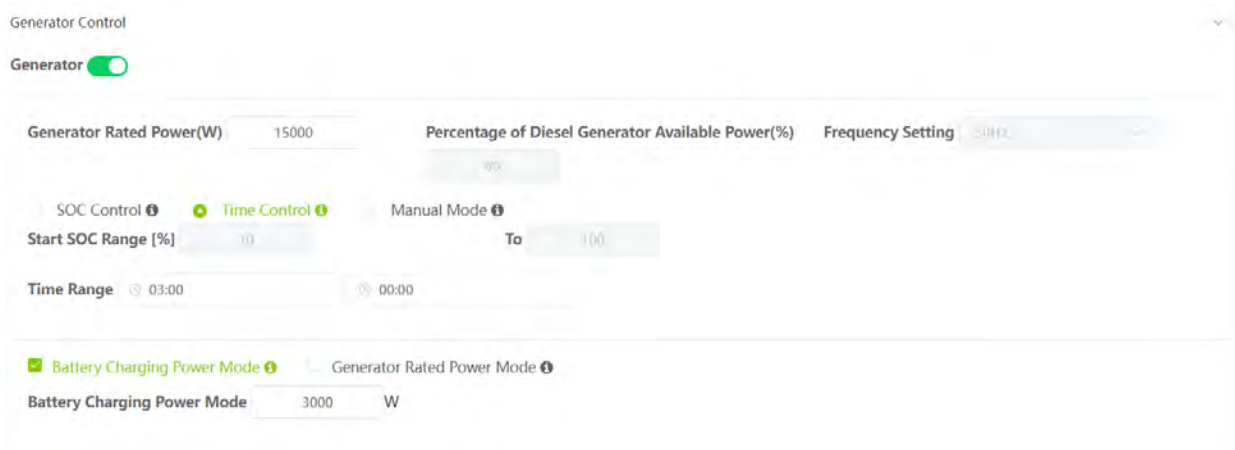 Generator Control
Generator
Generator Rated Power(W) 15000 Percentage of Diesel Generator Available Power(%) Frequency Setting
SOC Control Time Control Manual Mode
Start SOC Range [%] To 100
Time Range 03:00 00:00
Battery Charging Power Mode Generator Rated Power Mode
Battery Charging Power Mode 3000 W